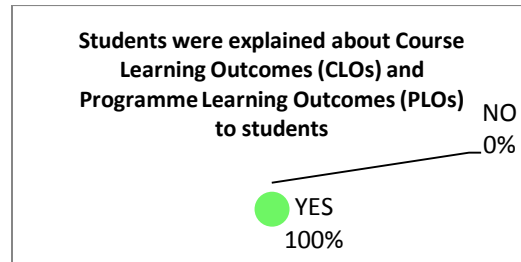 Students were explained about Course
Learning Outcomes (CLOs) and
Programme Learning Outcomes (PLOs)
to students
NO
0%
YES
100%